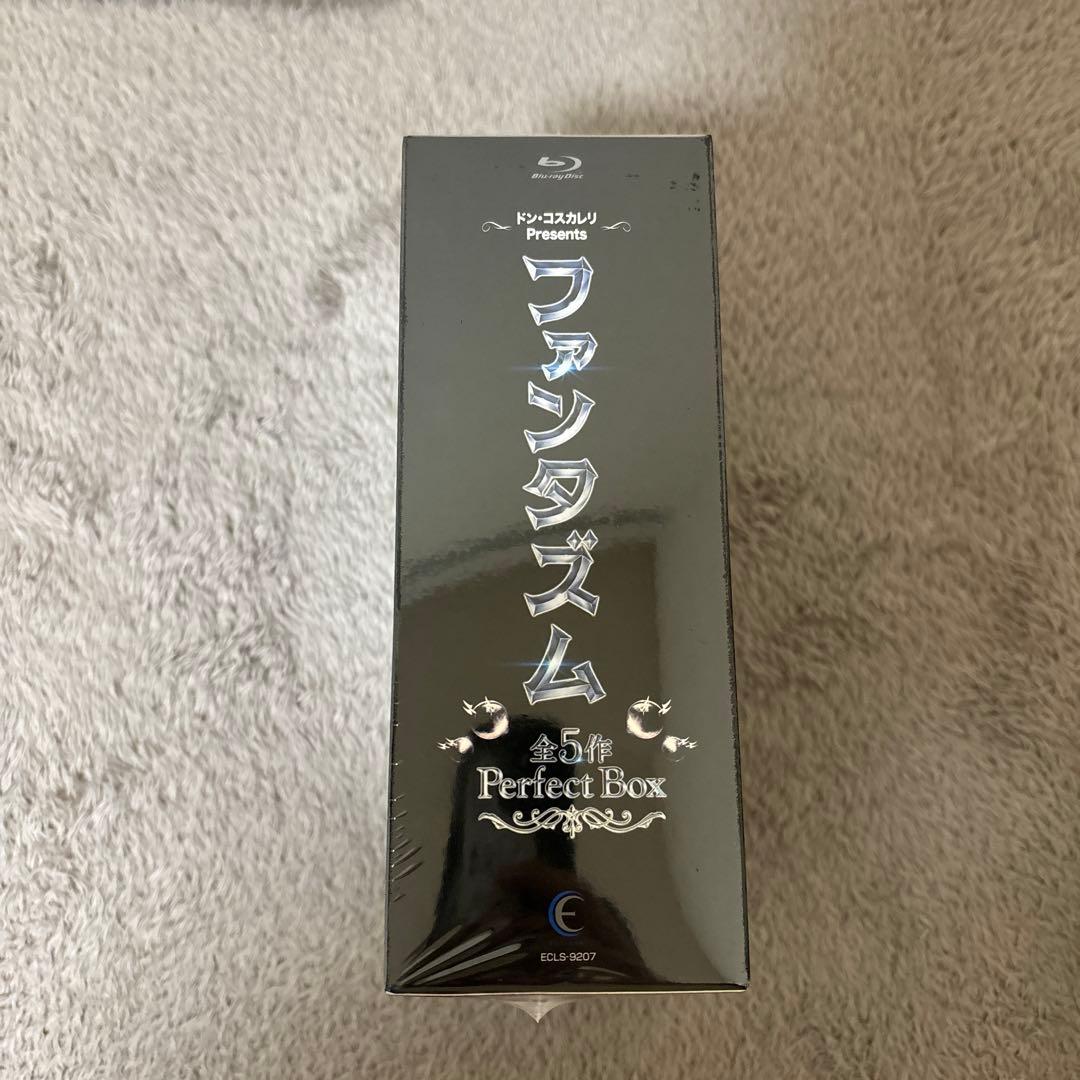 Blu-ray Disc
ドン・コスカレリ
Presents
ファンタズム
全5作
Perfect Box
E
ECLS-9207